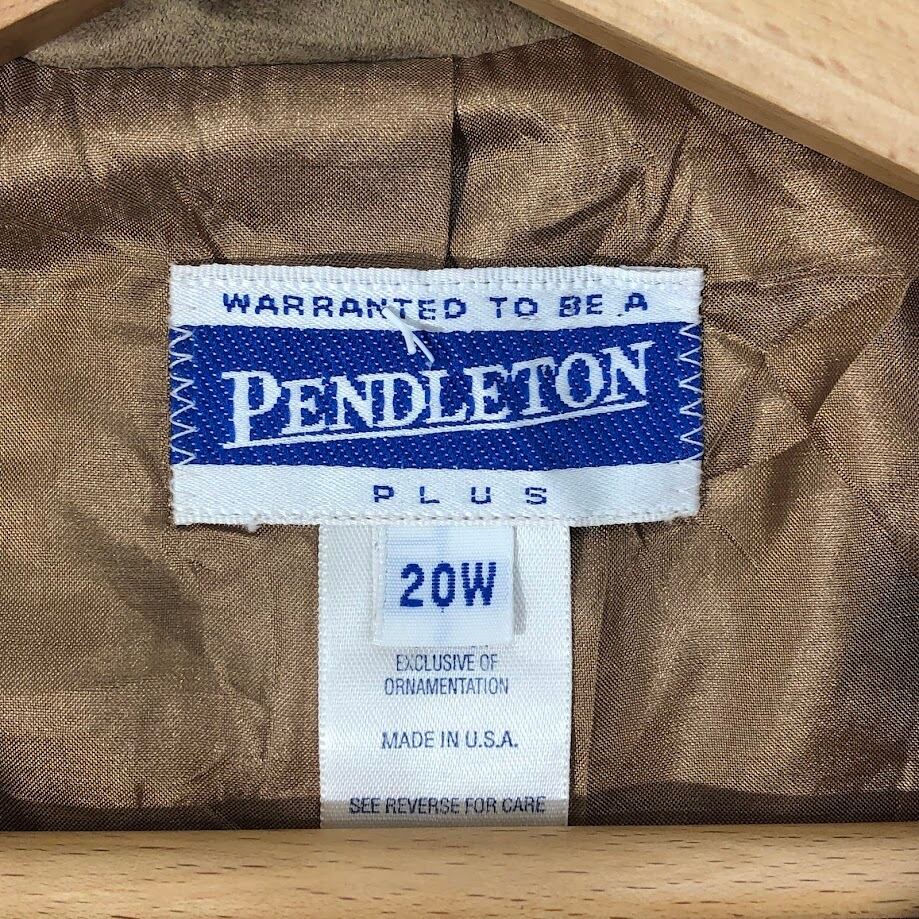 WARRANTED TO BE A
PENDLETON
PLUS
20W
EXCLUSIVE OF
ORNAMENTATION
MADE IN U.S.A.
SEE REVERSE FOR CARE